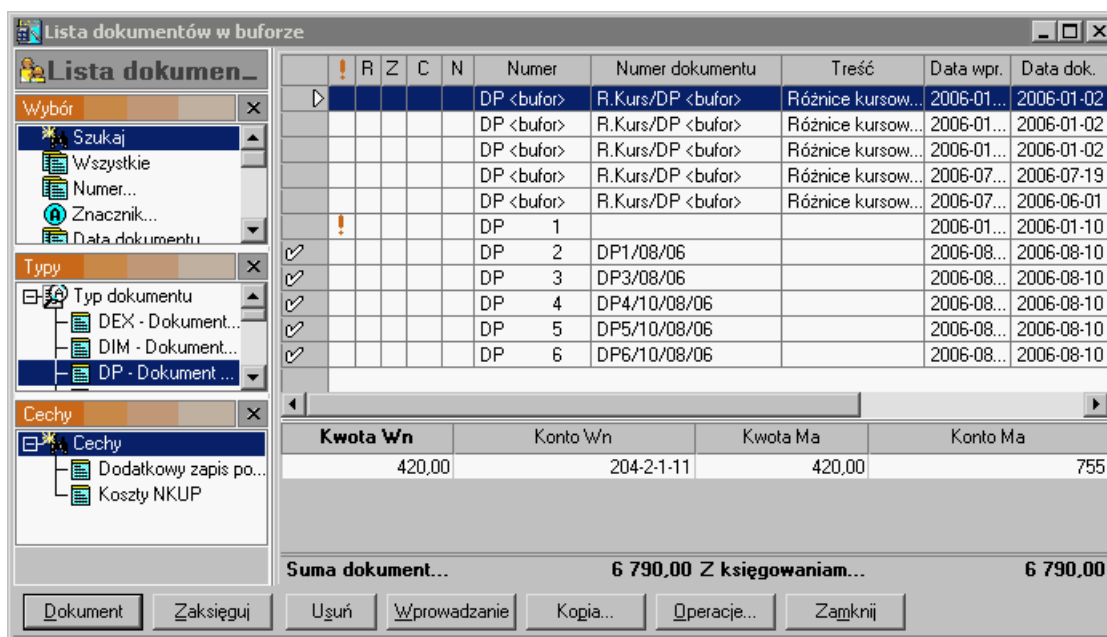 Lista dokumentów w buforze
Lista dokumen...
Wybór
Szukaj
Wszystkie
Numer...
Znacznik...
Data dokumentu
Typy
Typ dokumentu
DEX - Dokument...
DIM - Dokument...
DP - Dokument ...
Cechy
Cechy
Dodatkowy zapis po...
Koszty NKUP
! R Z C N Numer Numer dokumentu Treść Data wpr. Data dok.
DP <bufor> R.Kurs/DP <bufor> Różnice kursow... 2006-01... 2006-01-02
DP <bufor> R.Kurs/DP <bufor> Różnice kursow... 2006-01... 2006-01-02
DP <bufor> R.Kurs/DP <bufor> Różnice kursow... 2006-01... 2006-01-02
DP <bufor> R.Kurs/DP <bufor> Różnice kursow... 2006-07... 2006-07-19
DP <bufor> R.Kurs/DP <bufor> Różnice kursow... 2006-07... 2006-06-01
! DP 1 2006-01... 2006-01-10
DP 2 DP1/08/06 2006-08... 2006-08-10
DP 3 DP3/08/06 2006-08... 2006-08-10
DP 4 DP4/10/08/06 2006-08... 2006-08-10
DP 5 DP5/10/08/06 2006-08... 2006-08-10
DP 6 DP6/10/08/06 2006-08... 2006-08-10
Kwota Wn Konto Wn Kwota Ma Konto Ma
420,00 204-2-1-11 420,00 755
Suma dokument... 6 790,00 Z księgowaniam... 6 790,00
Dokument Zaksięguj Usuń Wprowadzanie Kopia... Operacje... Zamknij